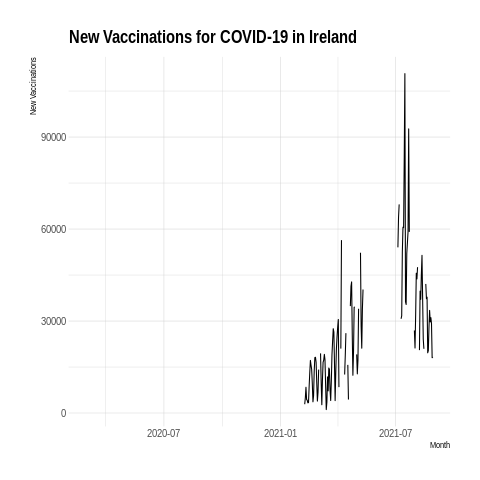 New Vaccinations for COVID-19 in Ireland
New Vaccinations
90000
60000
30000
0
2020-07
2021-01
2021-07
Month